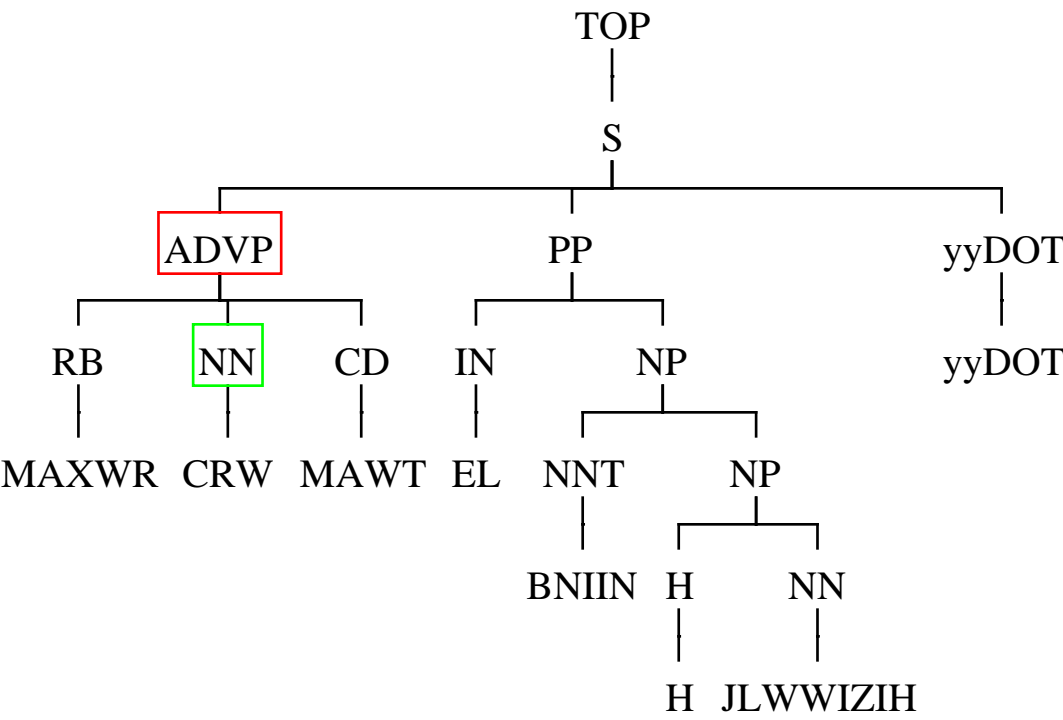 TOP
S
ADVP PP yyDOT
RB NN CD IN NP yyDOT
MAXWR CRW MAWT EL NNT NP
BNIIN H NN
H JLWWIZIH